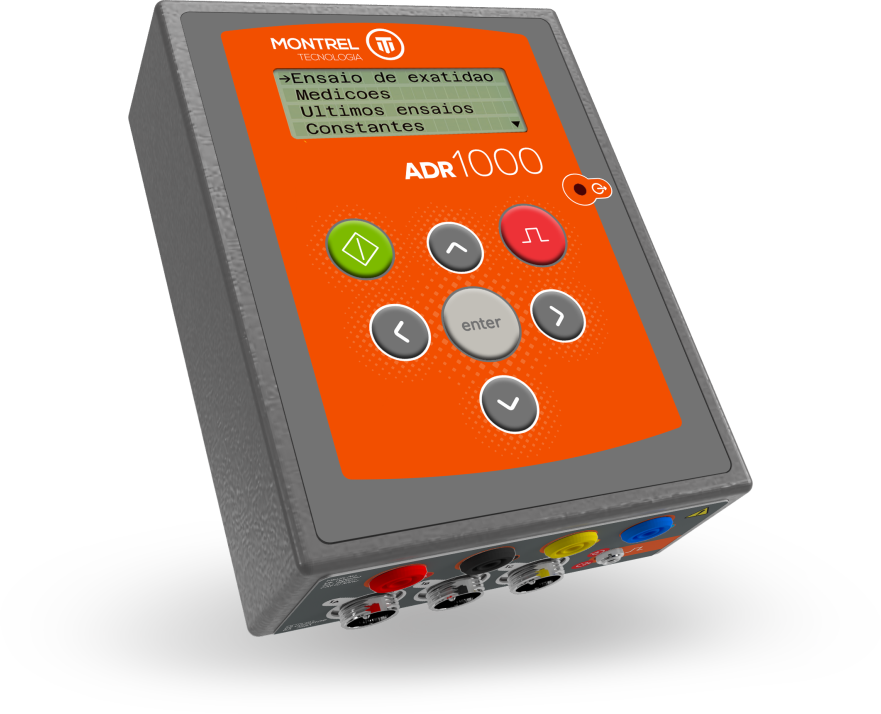 MONTREL
TECNOLOGIA
→Ensaio de exatidao
Medicoes
Ultimos ensaios
Constantes ▼
ADR1000
enter